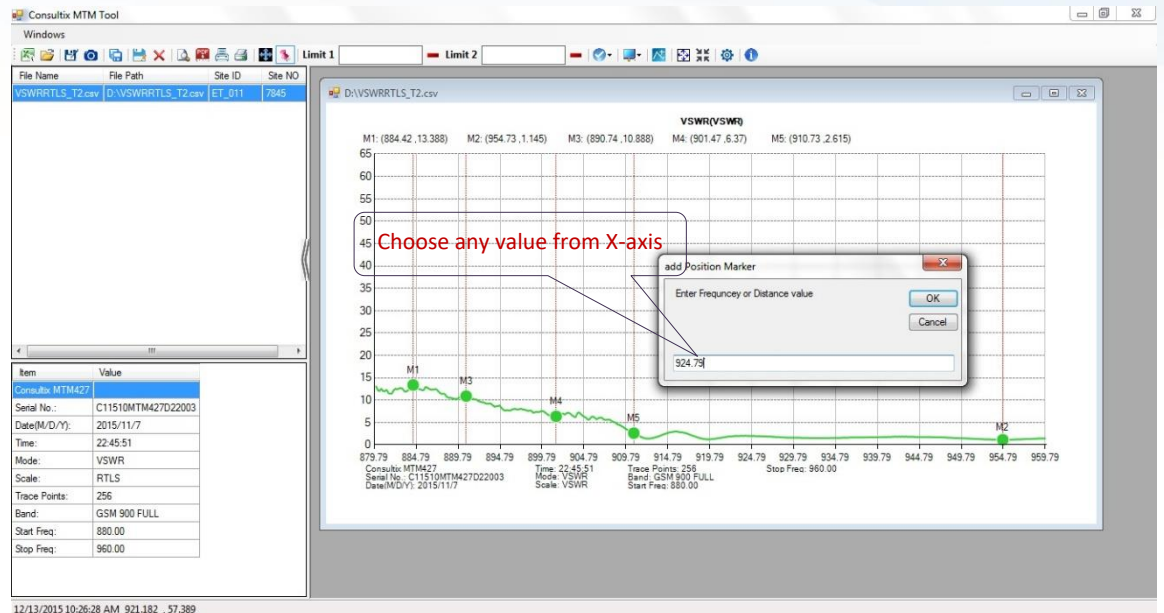 Consultix MTM Tool
Windows
Limit 1 Limit 2
File Name File Path Site ID Site NO
VSWRRTLS_T2.csv D:\VSWRRTLS_T2.csv ET_011 7845
D:\VSWRRTLS_T2.csv
VSWR(VSWR)
M1: (884.42 ,13.388) M2: (954.73 ,1.145) M3: (890.74 ,10.888) M4: (901.47 ,6.37) M5: (910.73 ,2.615)
65
60
55
50
45
40
35
30
25
20
15
10
5
0
Choose any value from X-axis
add Position Marker
Enter Frequncey or Distance value
OK
Cancel
924.79
M1
M3
M4
M5
M2
879.79 884.79 889.79 894.79 899.79 904.79 909.79 914.79 919.79 924.79 929.79 934.79 939.79 944.79 949.79 954.79 959.79
Consultix MTM427 Time: 22:45:51 Trace Points: 256 Stop Freq: 960.00
Serial No.: C11510MTM427D22003 Mode: VSWR Band: GSM 900 FULL
Date(M/D/Y): 2015/11/7 Scale: VSWR Start Freq: 880.00
Item Value
Consultix MTM427
Serial No.: C11510MTM427D22003
Date(M/D/Y): 2015/11/7
Time: 22:45:51
Mode: VSWR
Scale: RTLS
Trace Points: 256
Band: GSM 900 FULL
Start Freq: 880.00
Stop Freq: 960.00
12/13/2015 10:26:28 AM 921.182 , 57.389